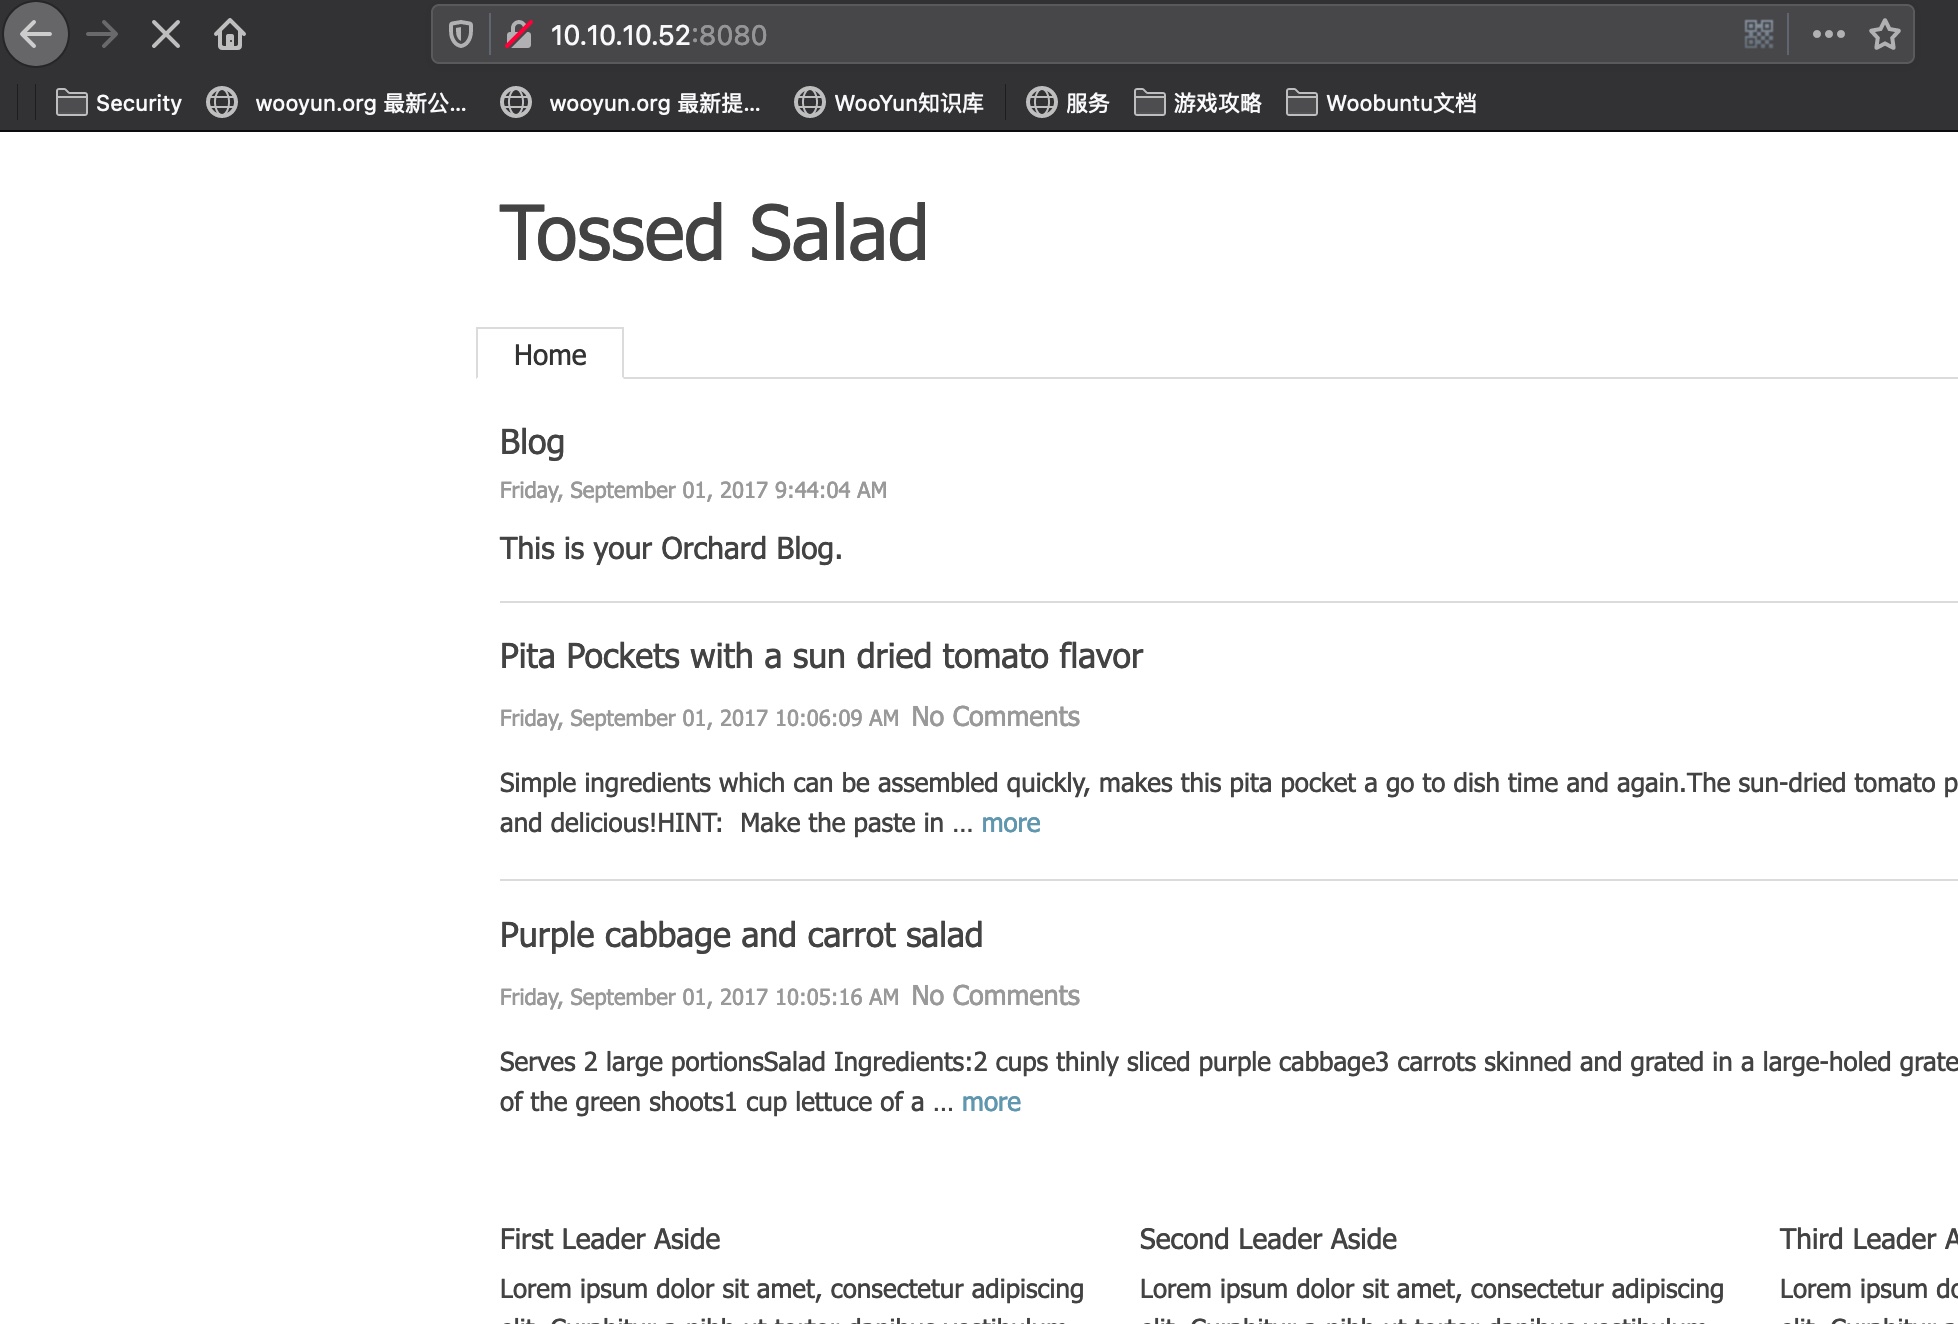 10.10.10.52:8080
Security wooyun.org 最新公... wooyun.org 最新提... WooYun知识库 服务 游戏攻略 Woobuntu文档
Tossed Salad
Home
Blog
Friday, September 01, 2017 9:44:04 AM
This is your Orchard Blog.
Pita Pockets with a sun dried tomato flavor
Friday, September 01, 2017 10:06:09 AM No Comments
Simple ingredients which can be assembled quickly, makes this pita pocket a go to dish time and again.The sun-dried tomato p
and delicious!HINT:  Make the paste in ... more
Purple cabbage and carrot salad
Friday, September 01, 2017 10:05:16 AM No Comments
Serves 2 large portionsSalad Ingredients:2 cups thinly sliced purple cabbage3 carrots skinned and grated in a large-holed grate
of the green shoots1 cup lettuce of a ... more
First Leader Aside Second Leader Aside Third Leader A
Lorem ipsum dolor sit amet, consectetur adipiscing Lorem ipsum dolor sit amet, consectetur adipiscing Lorem ipsum do